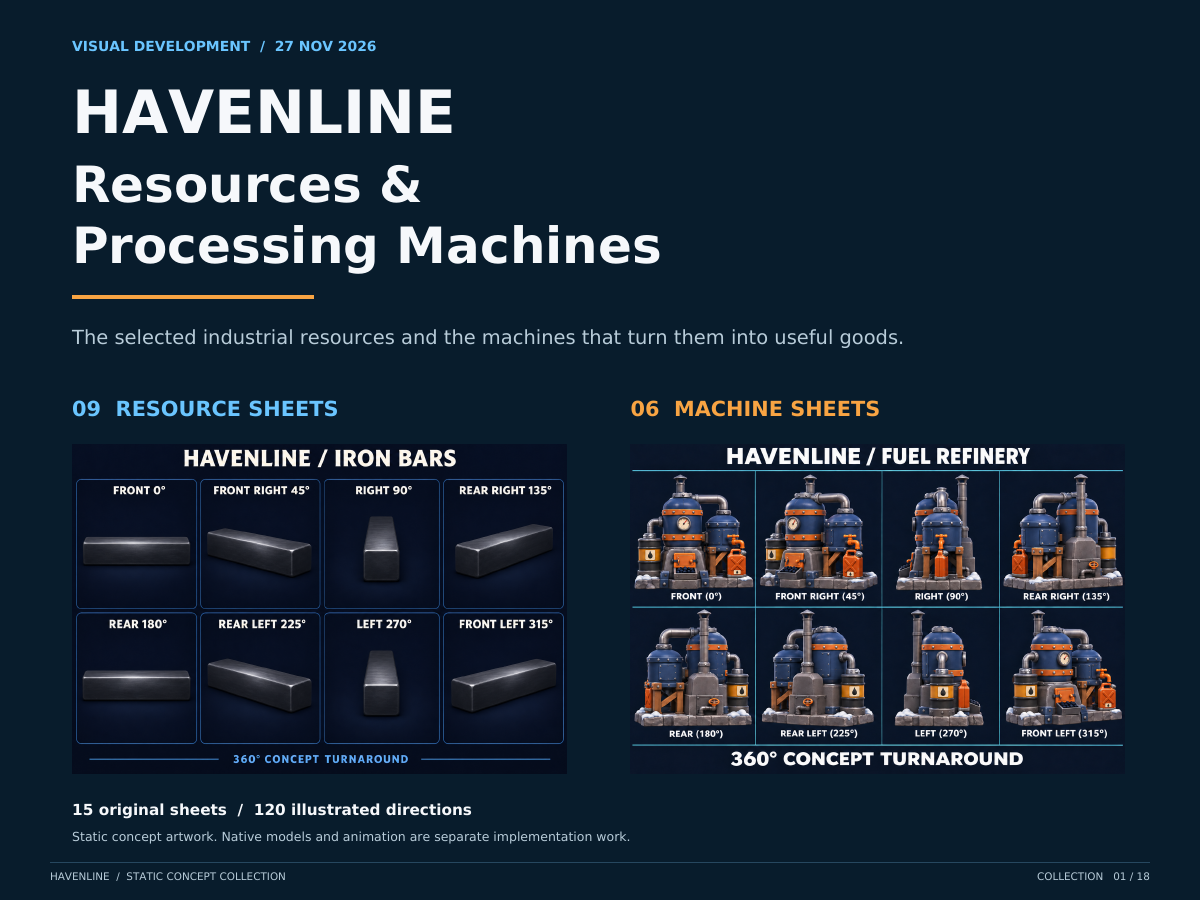 VISUAL DEVELOPMENT / 27 NOV 2026
HAVENLINE
Resources &
Processing Machines
The selected industrial resources and the machines that turn them into useful goods.
09 RESOURCE SHEETS
HAVENLINE / IRON BARS
FRONT 0°
FRONT RIGHT 45°
RIGHT 90°
REAR RIGHT 135°
REAR 180°
REAR LEFT 225°
LEFT 270°
FRONT LEFT 315°
360° CONCEPT TURNAROUND
06 MACHINE SHEETS
HAVENLINE / FUEL REFINERY
FRONT (0°)
FRONT RIGHT (45°)
RIGHT (90°)
REAR RIGHT (135°)
REAR (180°)
REAR LEFT (225°)
LEFT (270°)
FRONT LEFT (315°)
360° CONCEPT TURNAROUND
15 original sheets / 120 illustrated directions
Static concept artwork. Native models and animation are separate implementation work.
HAVENLINE / STATIC CONCEPT COLLECTION
COLLECTION 01 / 18